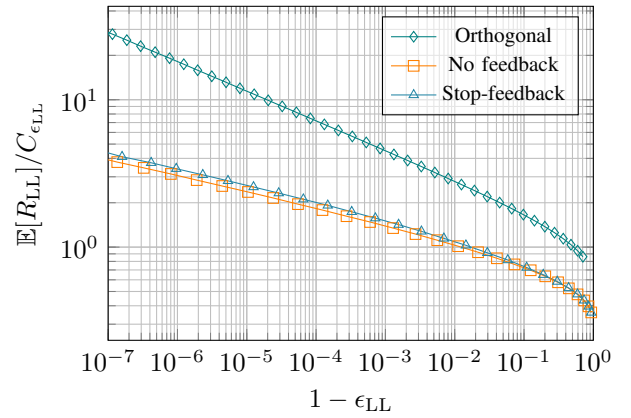 Orthogonal
No feedback
Stop-feedback
𝔼[R_LL]/C_ϵLL
10^1
10^0
10^−7 10^−6 10^−5 10^−4 10^−3 10^−2 10^−1 10^0
1 − ϵ_LL